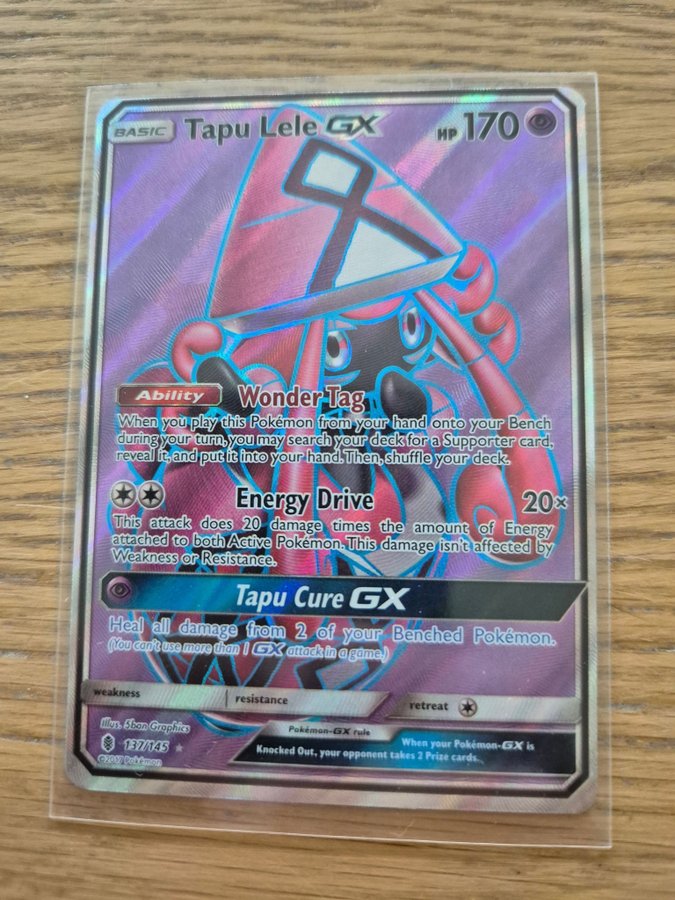 BASIC Tapu Lele GX HP 170
Ability Wonder Tag
When you play this Pokémon from your hand onto your Bench
during your turn, you may search your deck for a Supporter card,
reveal it, and put it into your hand. Then, shuffle your deck.
Energy Drive 20×
This attack does 20 damage times the amount of Energy
attached to both Active Pokémon. This damage isn't affected by
Weakness or Resistance.
Tapu Cure GX
Heal all damage from 2 of your Benched Pokémon.
(You can't use more than 1 GX attack in a game.)
weakness resistance retreat
Illus. 5ban Graphics
137/145
©2017 Pokémon
Pokémon-GX rule
When your Pokémon-GX is
Knocked Out, your opponent takes 2 Prize cards.